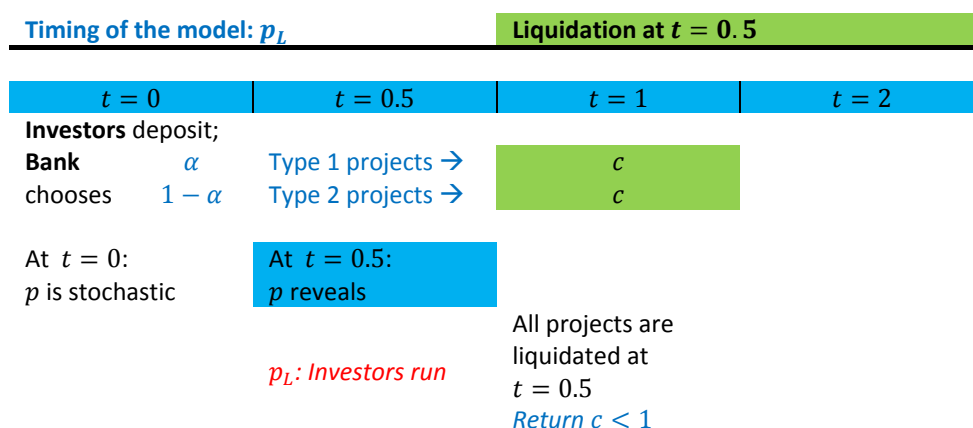 Timing of the model: p_L Liquidation at t = 0.5
t = 0 t = 0.5 t = 1 t = 2
Investors deposit;
Bank α Type 1 projects → c
chooses 1 − α Type 2 projects → c
At t = 0: At t = 0.5:
p is stochastic p reveals
All projects are
liquidated at
p_L: Investors run
t = 0.5
Return c < 1